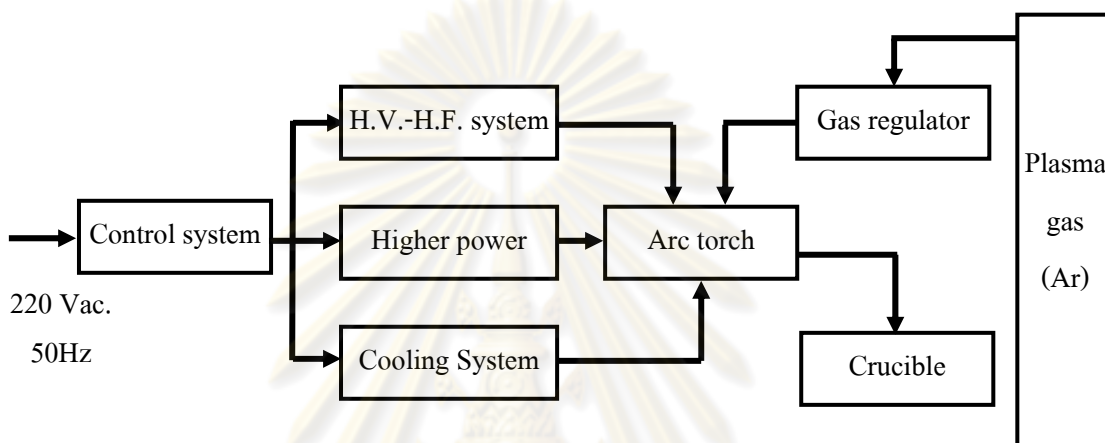 H.V.-H.F. system
Gas regulator
Plasma
gas
(Ar)
Control system
Higher power
Arc torch
220 Vac.
50Hz
Cooling System
Crucible